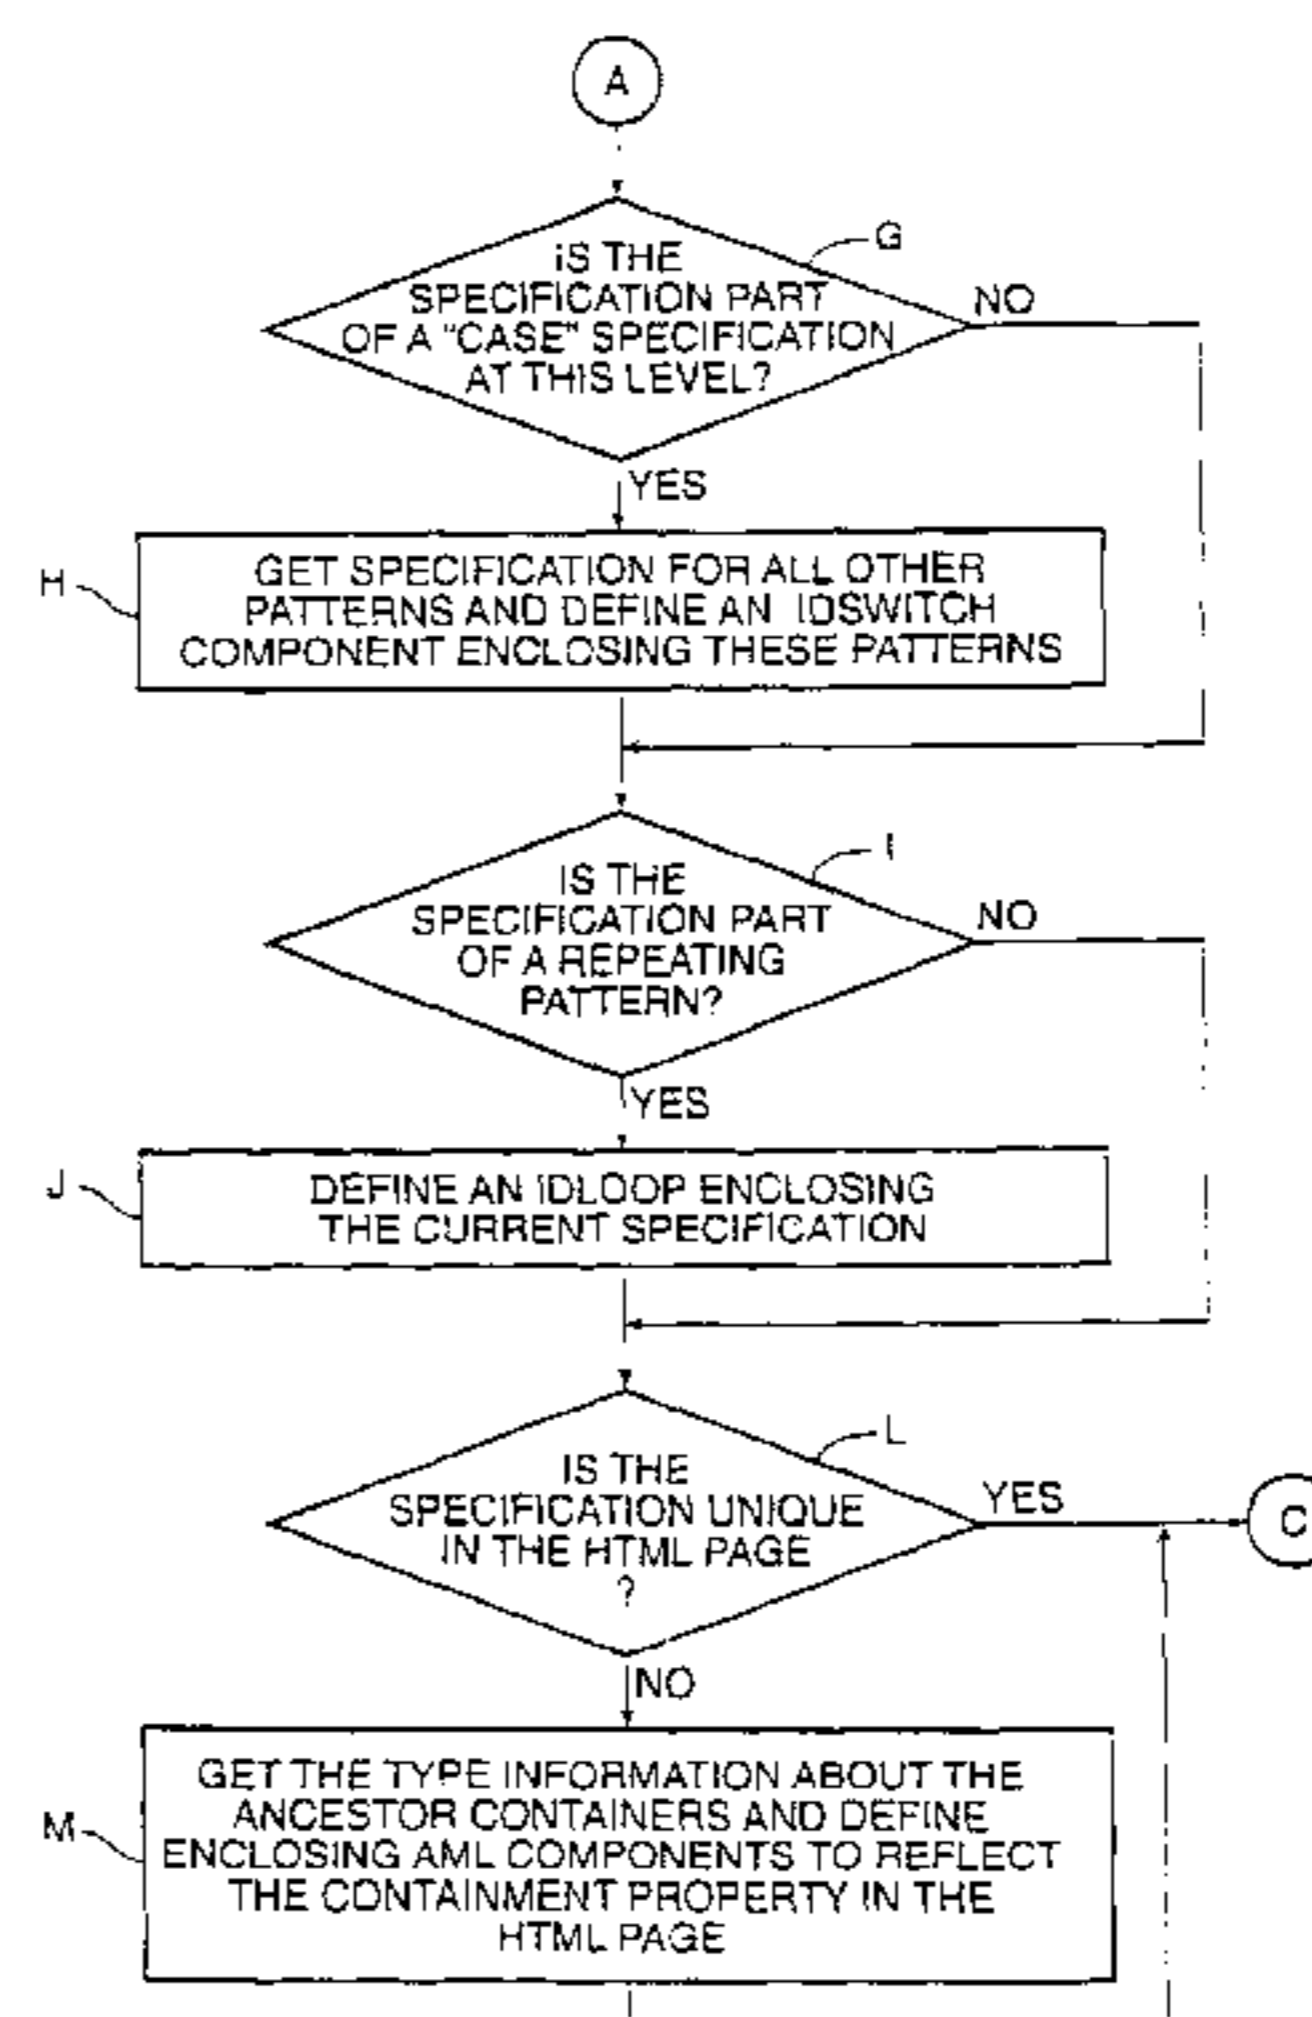 A
G
IS THE
SPECIFICATION PART
OF A "CASE" SPECIFICATION
AT THIS LEVEL?
NO
YES
H
GET SPECIFICATION FOR ALL OTHER
PATTERNS AND DEFINE AN IDSWITCH
COMPONENT ENCLOSING THESE PATTERNS
I
IS THE
SPECIFICATION PART
OF A REPEATING
PATTERN?
NO
YES
J
DEFINE AN IDLOOP ENCLOSING
THE CURRENT SPECIFICATION
L
IS THE
SPECIFICATION UNIQUE
IN THE HTML PAGE
?
YES
C
NO
M
GET THE TYPE INFORMATION ABOUT THE
ANCESTOR CONTAINERS AND DEFINE
ENCLOSING AML COMPONENTS TO REFLECT
THE CONTAINMENT PROPERTY IN THE
HTML PAGE